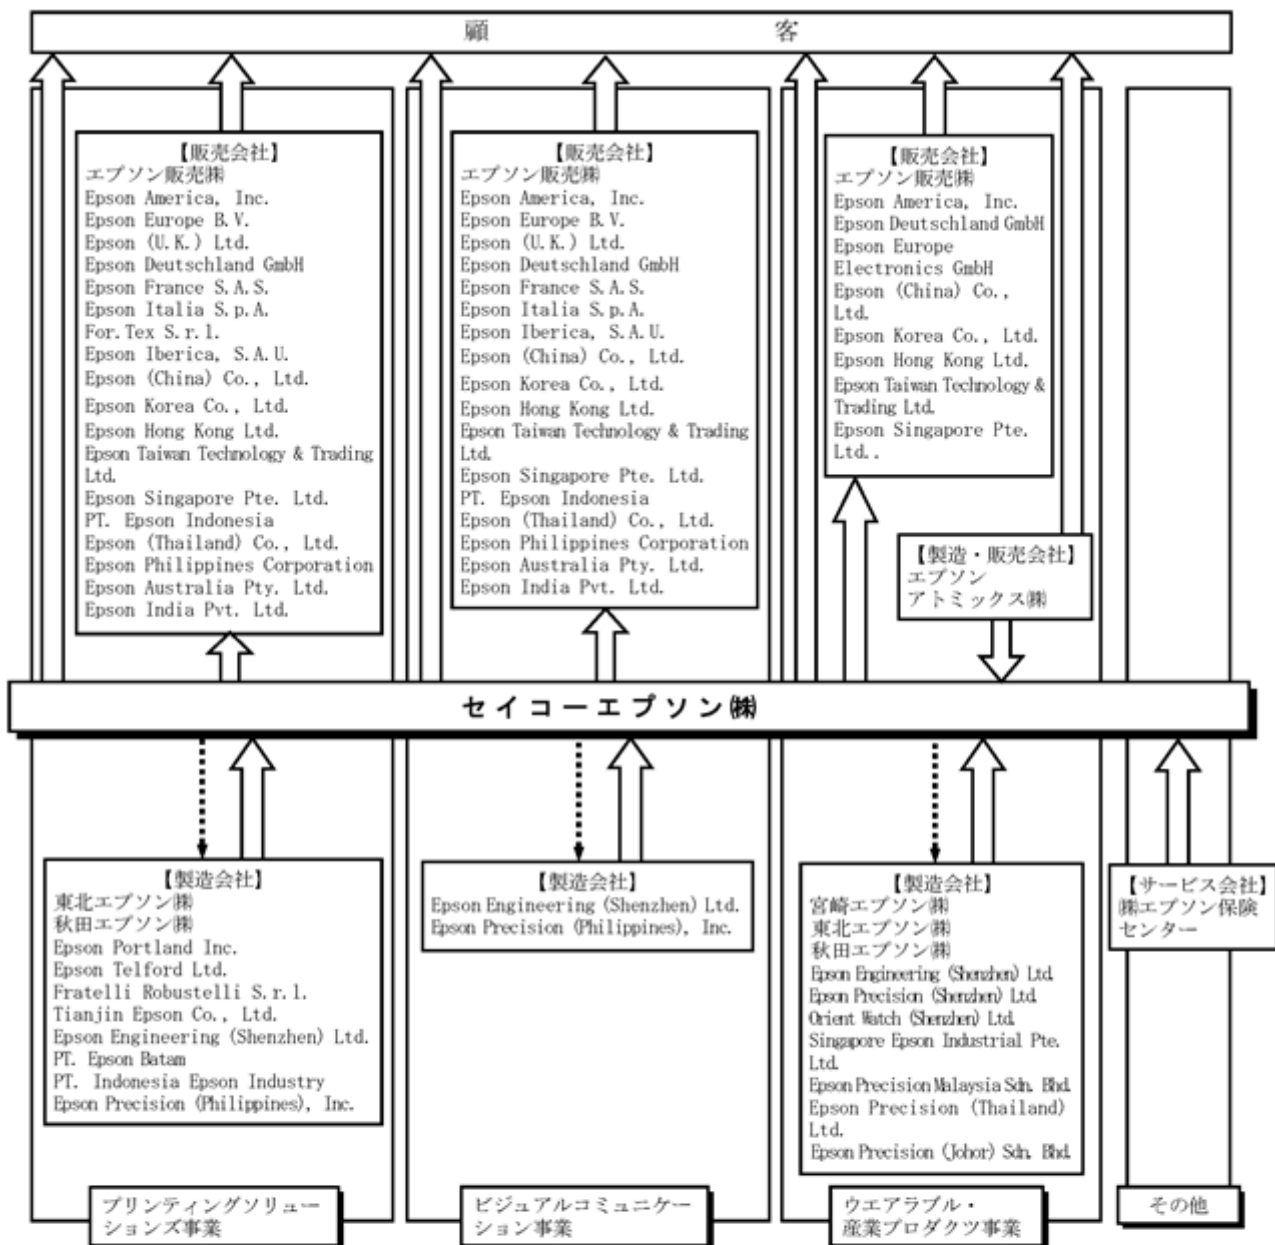 顧客
【販売会社】
エプソン販売㈱
Epson America, Inc.
Epson Europe B.V.
Epson (U.K.) Ltd.
Epson Deutschland GmbH
Epson France S.A.S.
Epson Italia S.p.A.
For.Tex S.r.l.
Epson Iberica, S.A.U.
Epson (China) Co., Ltd.
Epson Korea Co., Ltd.
Epson Hong Kong Ltd.
Epson Taiwan Technology & Trading
Ltd.
Epson Singapore Pte. Ltd.
PT. Epson Indonesia
Epson (Thailand) Co., Ltd.
Epson Philippines Corporation
Epson Australia Pty. Ltd.
Epson India Pvt. Ltd.
【販売会社】
エプソン販売㈱
Epson America, Inc.
Epson Europe B.V.
Epson (U.K.) Ltd.
Epson Deutschland GmbH
Epson France S.A.S.
Epson Italia S.p.A.
Epson Iberica, S.A.U.
Epson (China) Co., Ltd.
Epson Korea Co., Ltd.
Epson Hong Kong Ltd.
Epson Taiwan Technology & Trading
Ltd.
Epson Singapore Pte. Ltd.
PT. Epson Indonesia
Epson (Thailand) Co., Ltd.
Epson Philippines Corporation
Epson Australia Pty. Ltd.
Epson India Pvt. Ltd.
【販売会社】
エプソン販売㈱
Epson America, Inc.
Epson Deutschland GmbH
Epson Europe
Electronics GmbH
Epson (China) Co.,
Ltd.
Epson Korea Co., Ltd.
Epson Hong Kong Ltd.
Epson Taiwan Technology &
Trading Ltd.
Epson Singapore Pte.
Ltd..
【製造・販売会社】
エプソン
アトミックス㈱
セイコーエプソン㈱
【製造会社】
東北エプソン㈱
秋田エプソン㈱
Epson Portland Inc.
Epson Telford Ltd.
Fratelli Robustelli S.r.l.
Tianjin Epson Co., Ltd.
Epson Engineering (Shenzhen) Ltd.
PT. Epson Batam
PT. Indonesia Epson Industry
Epson Precision (Philippines), Inc.
【製造会社】
Epson Engineering (Shenzhen) Ltd.
Epson Precision (Philippines), Inc.
【製造会社】
宮崎エプソン㈱
東北エプソン㈱
秋田エプソン㈱
Epson Engineering (Shenzhen) Ltd.
Epson Precision (Shenzhen) Ltd.
Orient Watch (Shenzhen) Ltd.
Singapore Epson Industrial Pte.
Ltd.
Epson Precision Malaysia Sdn. Bhd.
Epson Precision (Thailand)
Ltd.
Epson Precision (Johor) Sdn. Bhd.
【サービス会社】
㈱エプソン保険
センター
プリンティングソリュー
ションズ事業
ビジュアルコミュニケー
ション事業
ウエアラブル・
産業プロダクツ事業
その他